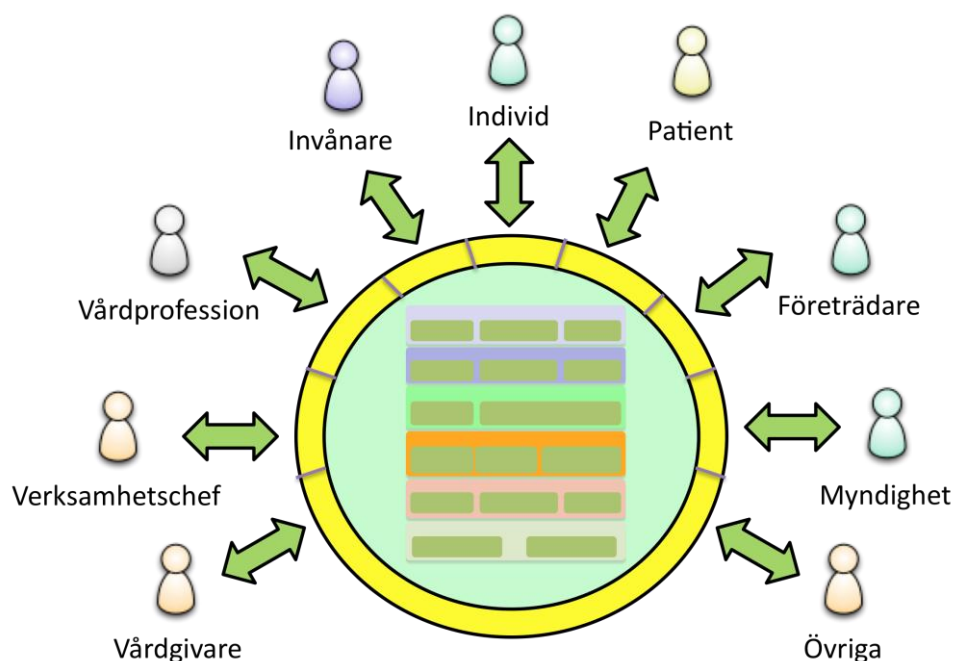 Individ
Invånare
Patient
Vårdprofession
Företrädare
Verksamhetschef
Myndighet
Vårdgivare
Övriga